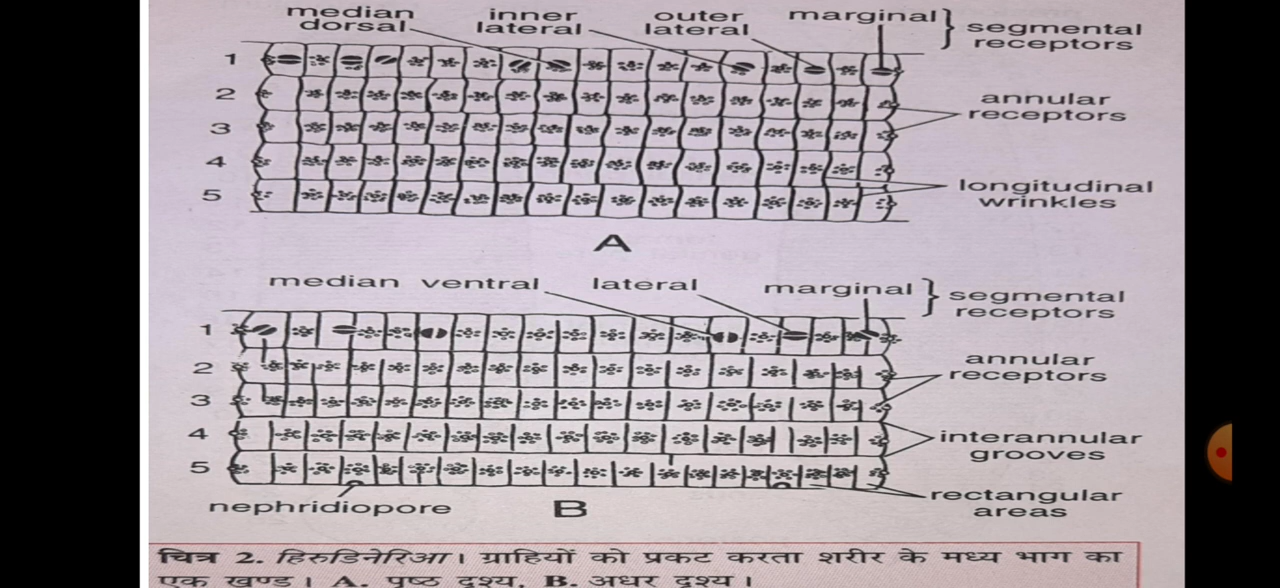 median dorsal
inner lateral
outer lateral
marginal
segmental receptors
1
2
3
4
5
annular receptors
longitudinal wrinkles
A
median ventral
lateral
marginal
segmental receptors
1
2
3
4
5
annular receptors
interannular grooves
rectangular areas
nephridiopore
B
चित्र 2. हिरुडिनेरिआ। ग्राहियों को प्रकट करता शरीर के मध्य भाग का
एक खण्ड। A. पृष्ठ दृश्य, B. अधर दृश्य।